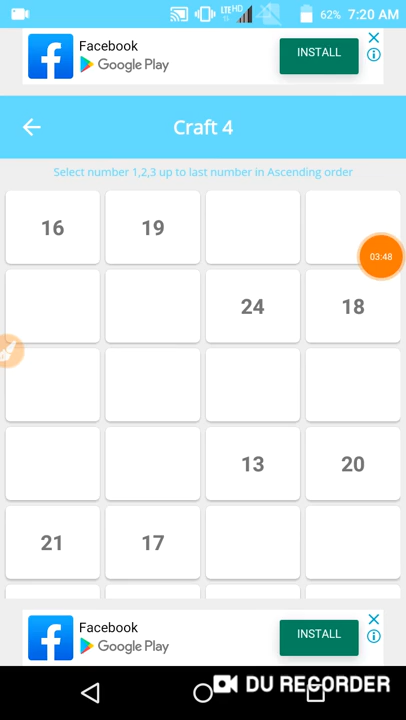 LTE HD 62% 7:20 AM
Facebook
Google Play
INSTALL
Craft 4
Select number 1,2,3 up to last number in Ascending order
16 19
03:48
24 18
13 20
21 17
Facebook
Google Play
INSTALL
DU RECORDER